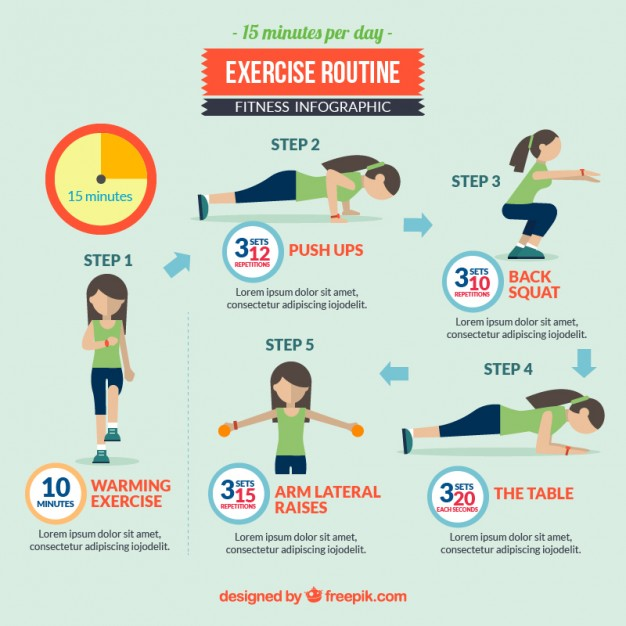 - 15 minutes per day -
EXERCISE ROUTINE
FITNESS INFOGRAPHIC
15 minutes
STEP 1
10
MINUTES
WARMING
EXERCISE
Lorem ipsum dolor sit amet,
consectetur adipiscing iojodelit.
STEP 2
3 SETS
12
REPETITIONS
PUSH UPS
Lorem ipsum dolor sit amet,
consectetur adipiscing iojodelit.
STEP 3
3 SETS
10
REPETITIONS
BACK
SQUAT
Lorem ipsum dolor sit amet,
consectetur adipiscing iojodelit.
STEP 4
3 SETS
20
EACH SECONDS
THE TABLE
Lorem ipsum dolor sit amet,
consectetur adipiscing iojodelit.
STEP 5
3 SETS
15
REPETITIONS
ARM LATERAL
RAISES
Lorem ipsum dolor sit amet,
consectetur adipiscing iojodelit.
designed by freepik.com